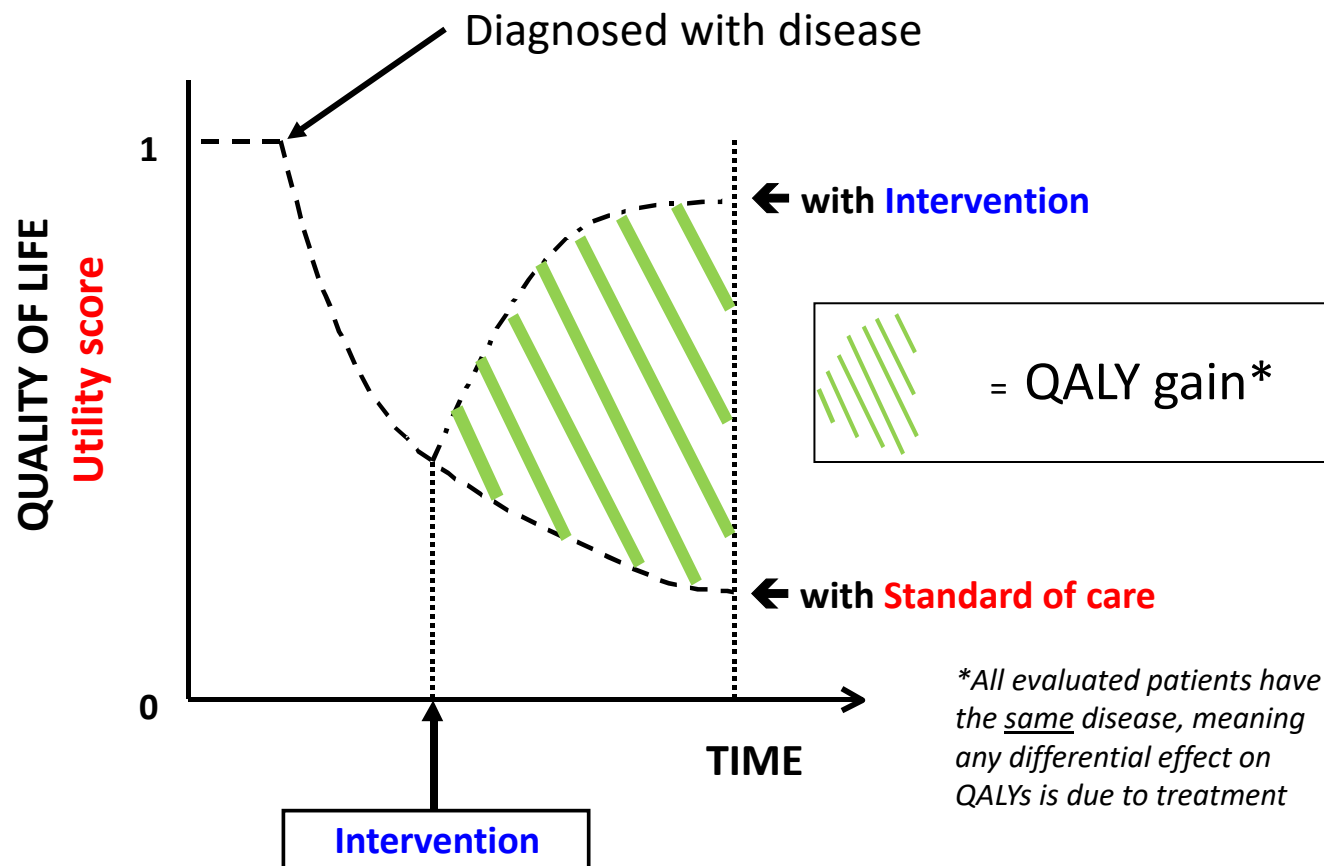 Diagnosed with disease
1
QUALITY OF LIFE
Utility score
🡰 with Intervention
= QALY gain*
🡰 with Standard of care
0
TIME
*All evaluated patients have
the same disease, meaning
any differential effect on
QALYs is due to treatment
Intervention